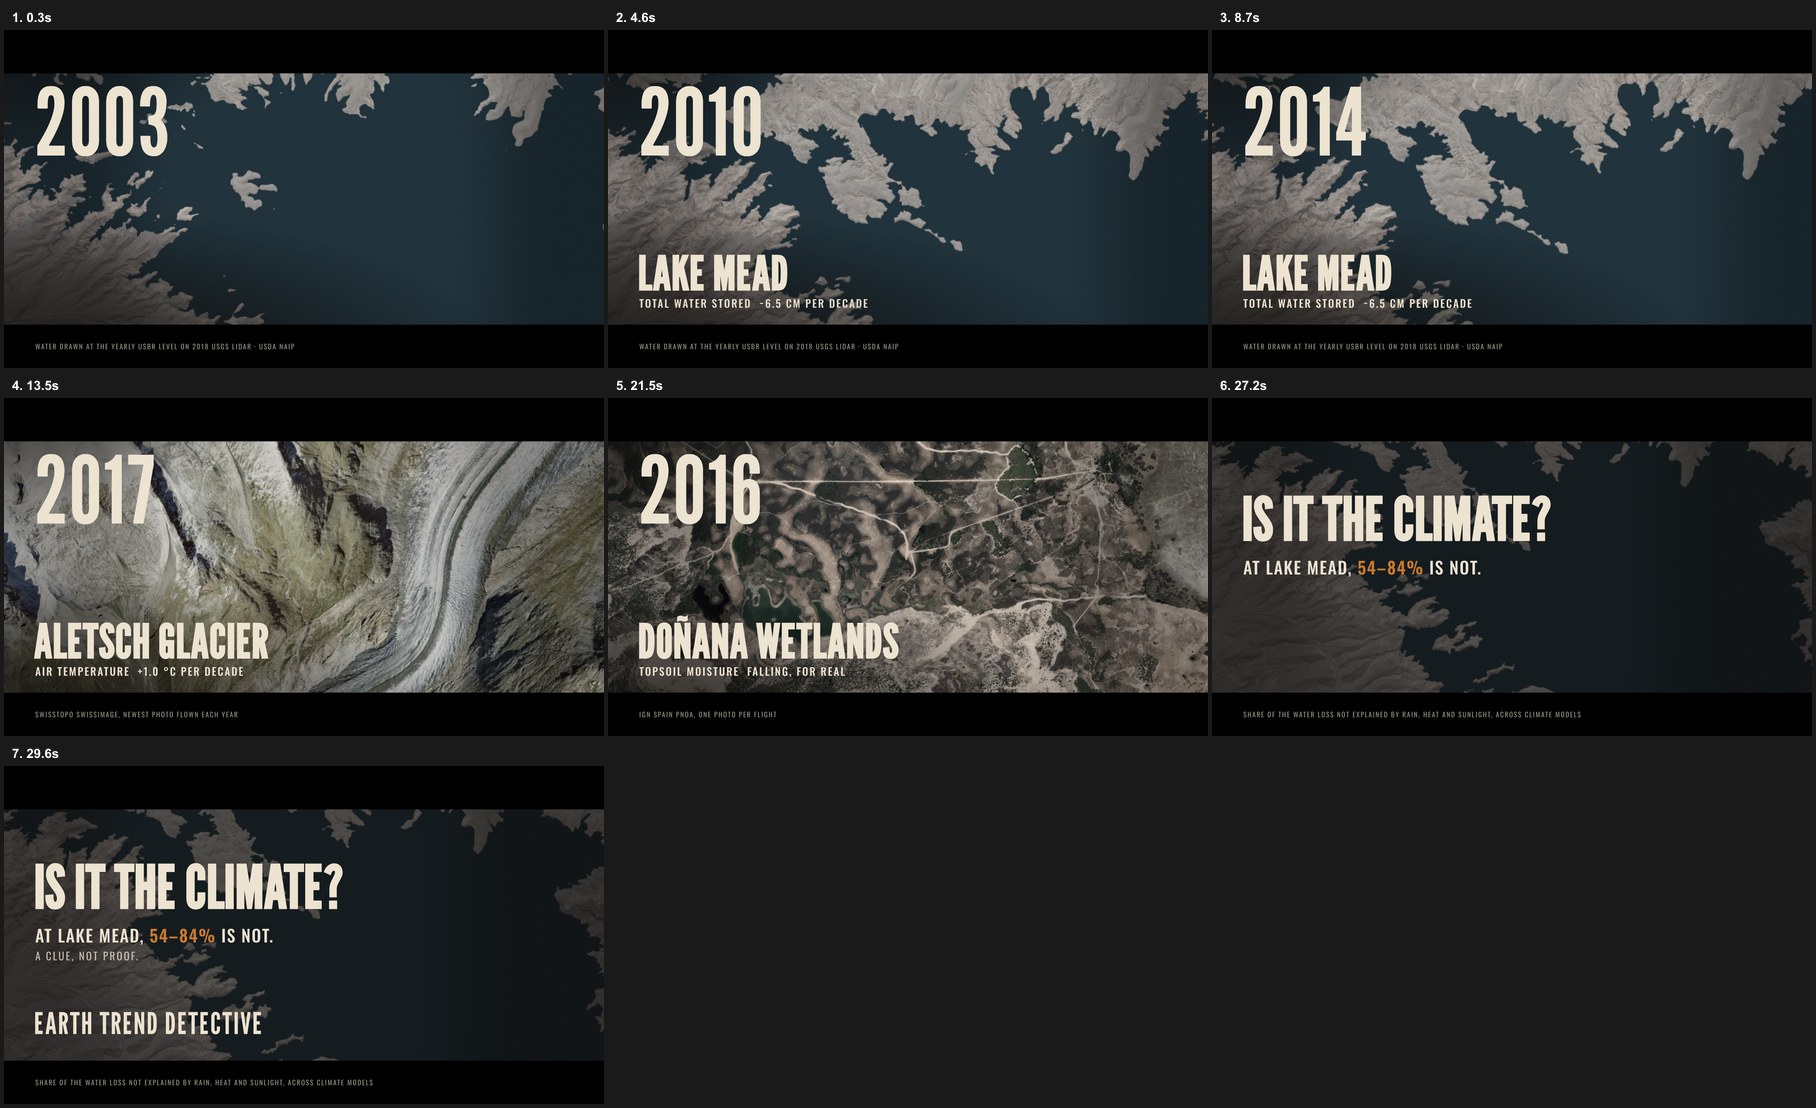 1. 0.3s
2003
WATER DRAWN AT THE YEARLY USBR LEVEL ON 2018 USGS LIDAR · USDA NAIP
2. 4.6s
2010
LAKE MEAD
TOTAL WATER STORED -6.5 CM PER DECADE
WATER DRAWN AT THE YEARLY USBR LEVEL ON 2018 USGS LIDAR · USDA NAIP
3. 8.7s
2014
LAKE MEAD
TOTAL WATER STORED -6.5 CM PER DECADE
WATER DRAWN AT THE YEARLY USBR LEVEL ON 2018 USGS LIDAR · USDA NAIP
4. 13.5s
2017
ALETSCH GLACIER
AIR TEMPERATURE +1.0 °C PER DECADE
SWISSTOPO SWISSIMAGE, NEWEST PHOTO FLOWN EACH YEAR
5. 21.5s
2016
DOÑANA WETLANDS
TOPSOIL MOISTURE FALLING, FOR REAL
IGN SPAIN PNOA, ONE PHOTO PER FLIGHT
6. 27.2s
IS IT THE CLIMATE?
AT LAKE MEAD, 54–84% IS NOT.
SHARE OF THE WATER LOSS NOT EXPLAINED BY RAIN, HEAT AND SUNLIGHT, ACROSS CLIMATE MODELS
7. 29.6s
IS IT THE CLIMATE?
AT LAKE MEAD, 54–84% IS NOT.
A CLUE, NOT PROOF.
EARTH TREND DETECTIVE
SHARE OF THE WATER LOSS NOT EXPLAINED BY RAIN, HEAT AND SUNLIGHT, ACROSS CLIMATE MODELS